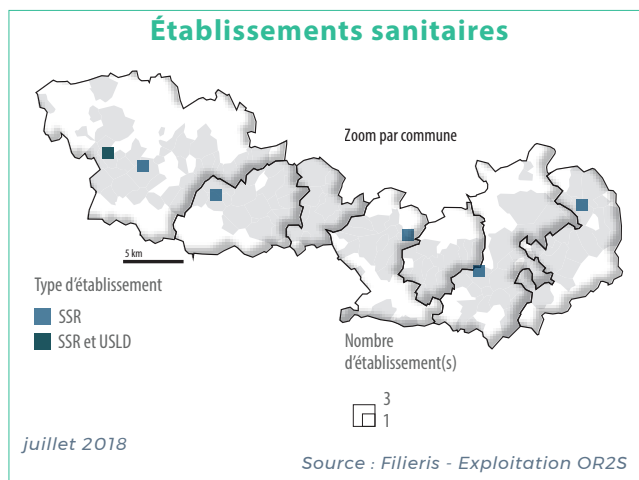 Établissements sanitaires
Zoom par commune
5 km
Type d'établissement
SSR
SSR et USLD
Nombre
d'établissement(s)
3
1
juillet 2018
Source : Filieris - Exploitation OR2S